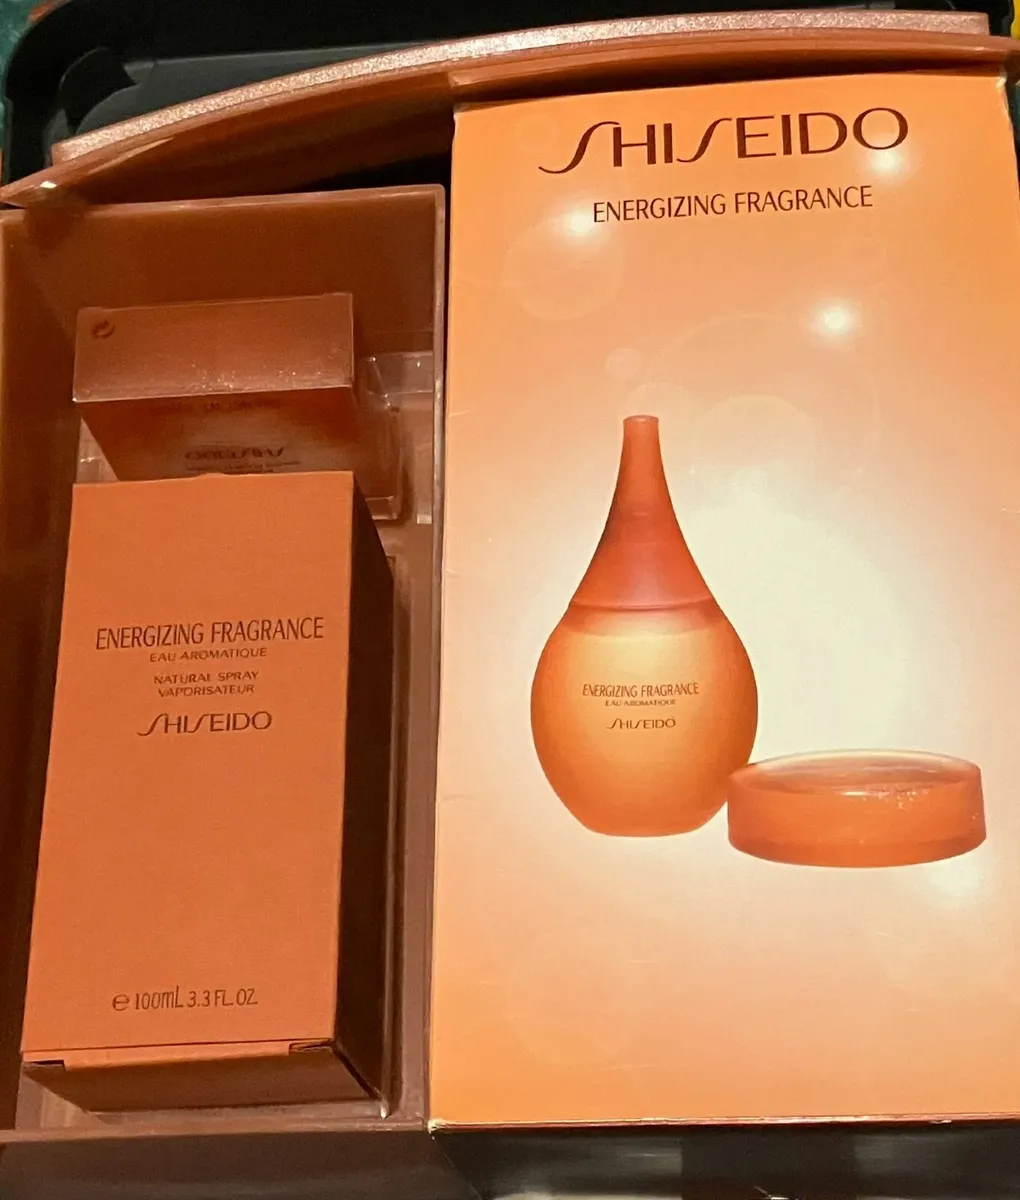 SHISEIDO
ENERGIZING FRAGRANCE
ENERGIZING FRAGRANCE
EAU AROMATIQUE
SHISEIDO
ENERGIZING FRAGRANCE
EAU AROMATIQUE
NATURAL SPRAY
VAPORISATEUR
SHISEIDO
℮ 100mL 3.3 FL. OZ.